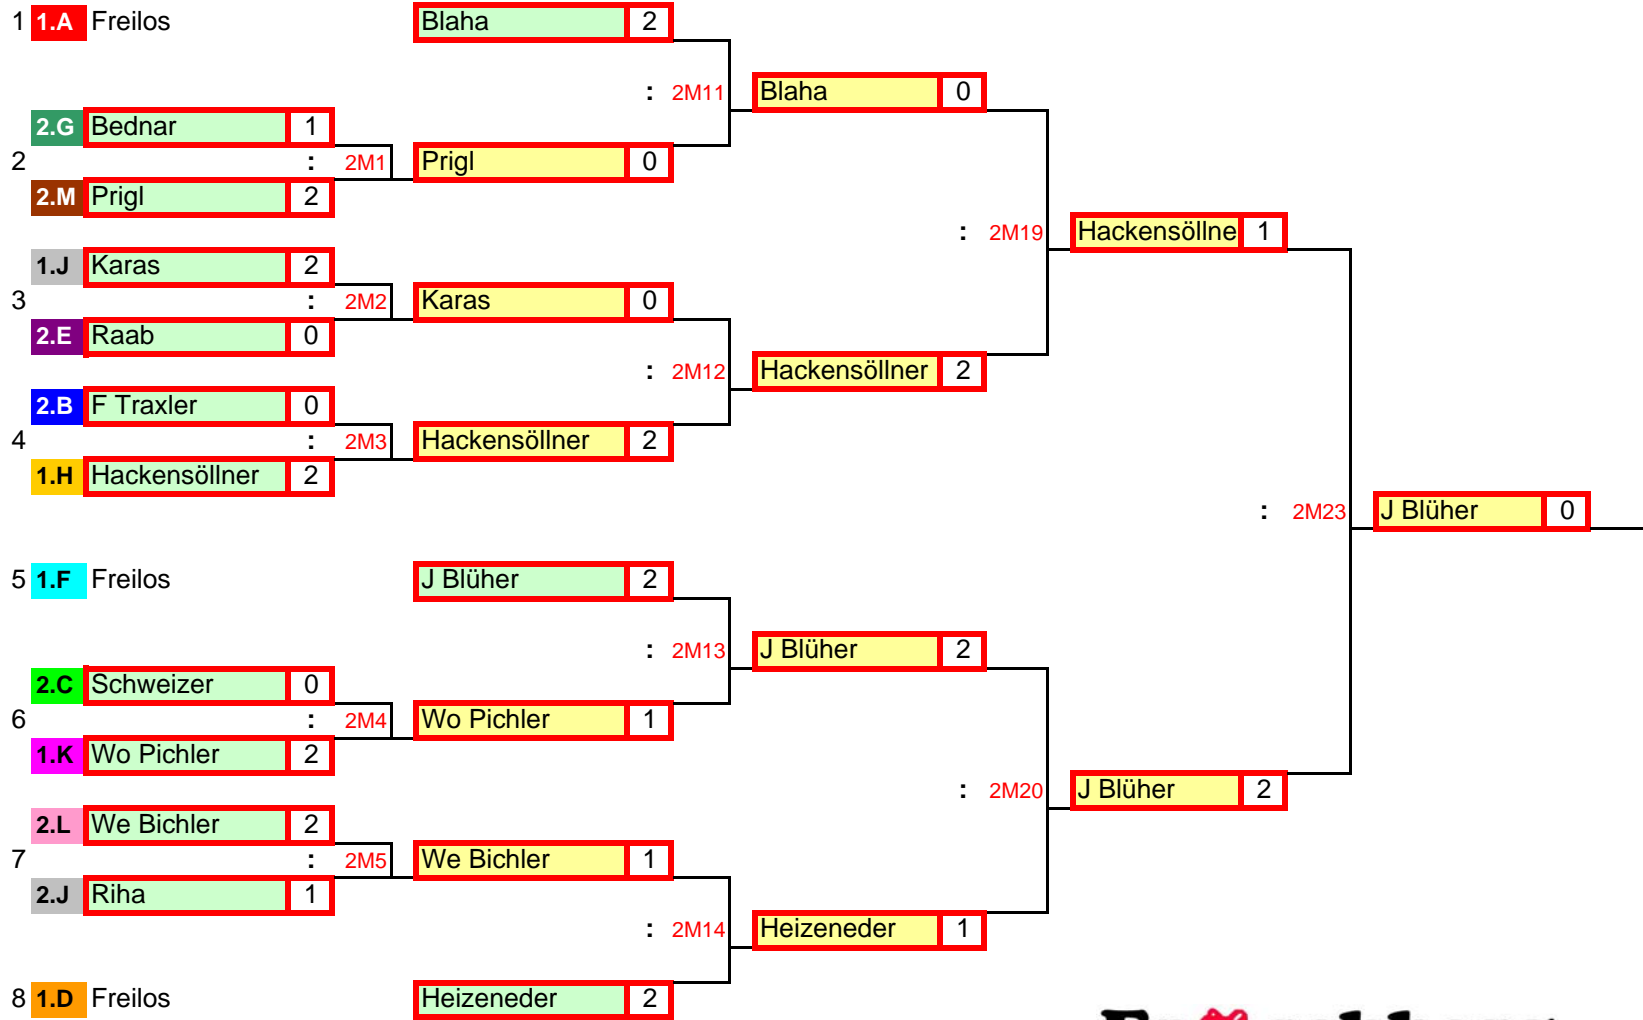 1 1.A Freilos Blaha 2
: 2M11 Blaha 0
2.G Bednar 1
2 : 2M1 Prigl 0
2.M Prigl 2
: 2M19 Hackensöllne 1
1.J Karas 2
3 : 2M2 Karas 0
2.E Raab 0
: 2M12 Hackensöllner 2
2.B F Traxler 0
4 : 2M3 Hackensöllner 2
1.H Hackensöllner 2
: 2M23 J Blüher 0
5 1.F Freilos J Blüher 2
: 2M13 J Blüher 2
2.C Schweizer 0
6 : 2M4 Wo Pichler 1
1.K Wo Pichler 2
: 2M20 J Blüher 2
2.L We Bichler 2
7 : 2M5 We Bichler 1
2.J Riha 1
: 2M14 Heizeneder 1
8 1.D Freilos Heizeneder 2